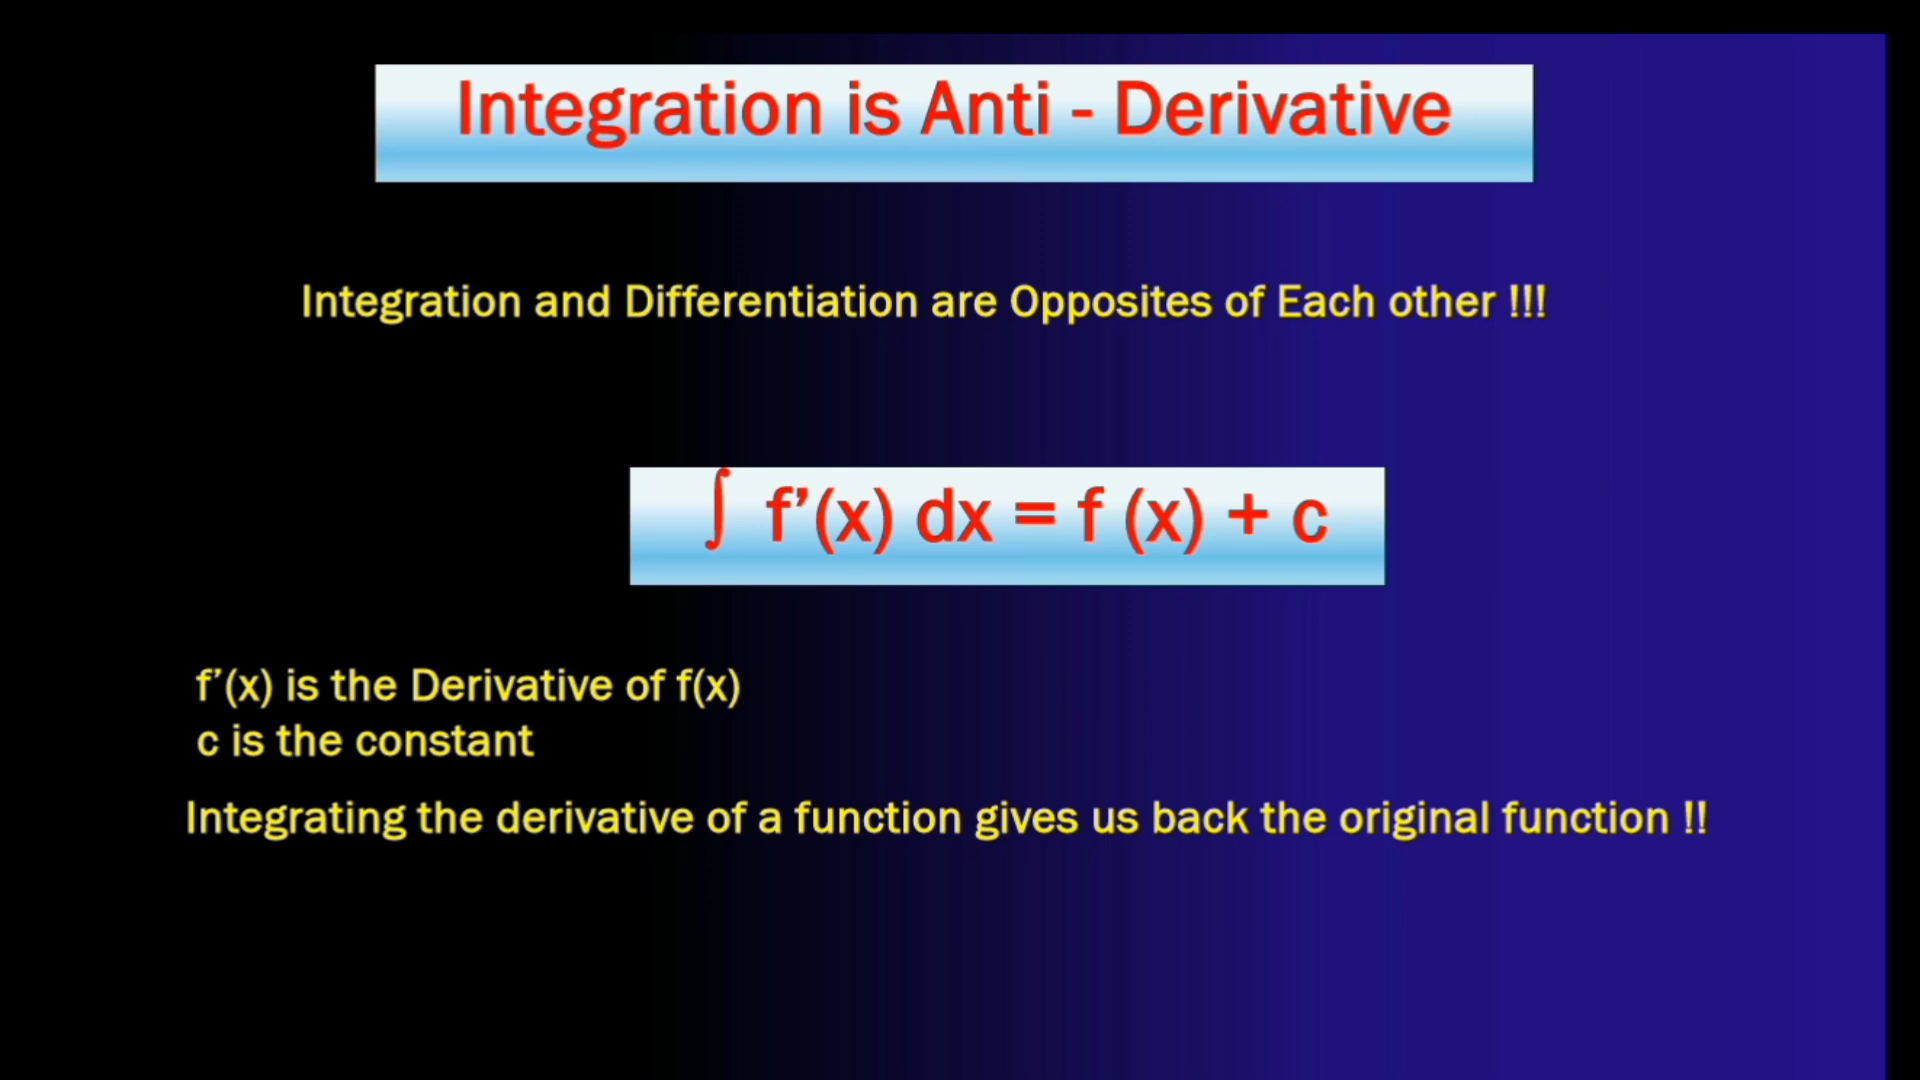 Integration is Anti - Derivative
Integration and Differentiation are Opposites of Each other !!!
∫ f’(x) dx = f (x) + c
f’(x) is the Derivative of f(x)
c is the constant
Integrating the derivative of a function gives us back the original function !!